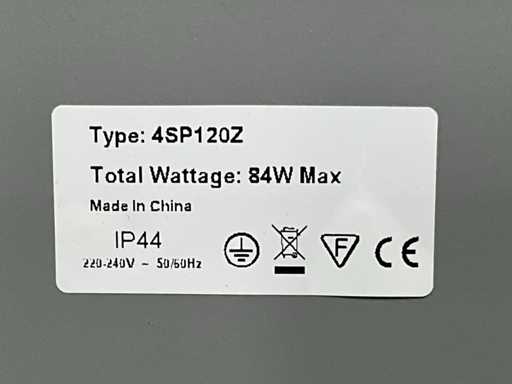 Type: 4SP120Z
Total Wattage: 84W Max
Made In China
IP44
220-240V ~ 50/60Hz
F
CE